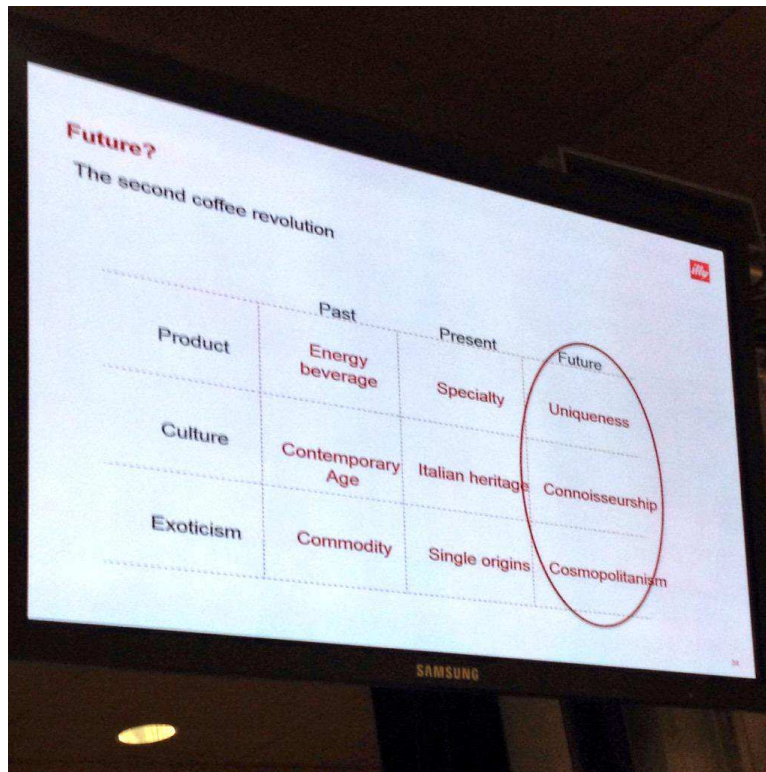 Future?
The second coffee revolution
illy
Past Present Future
Product Energy beverage Specialty Uniqueness
Culture Contemporary Age Italian heritage Connoisseurship
Exoticism Commodity Single origins Cosmopolitanism
SAMSUNG